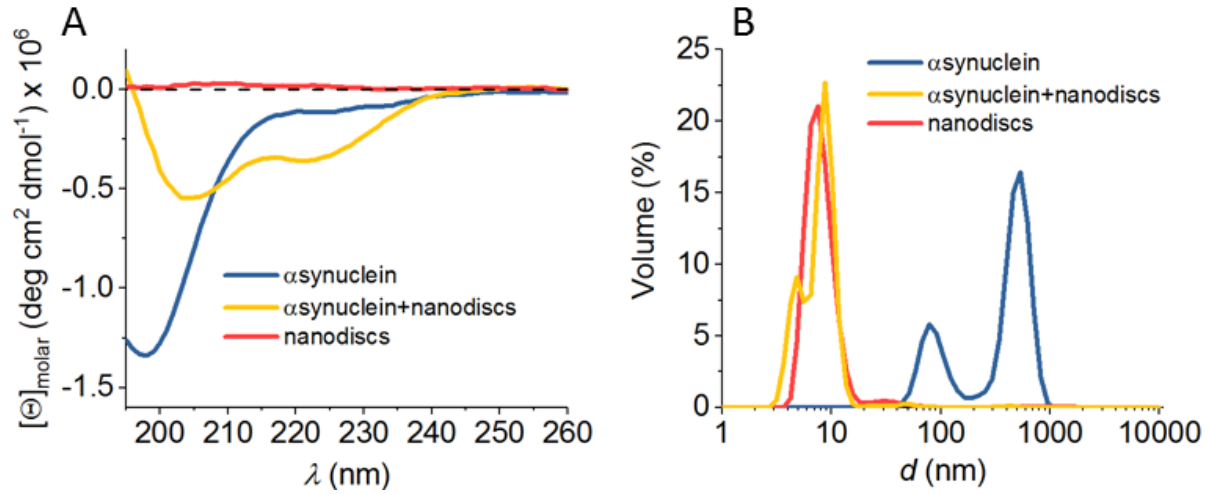 A
[Θ]molar (deg cm² dmol⁻¹) x 10⁶
0.0
-0.5
-1.0
-1.5
αsynuclein
αsynuclein+nanodiscs
nanodiscs
200 210 220 230 240 250 260
λ (nm)
B
Volume (%)
25
20
15
10
5
0
αsynuclein
αsynuclein+nanodiscs
nanodiscs
1 10 100 1000 10000
d (nm)